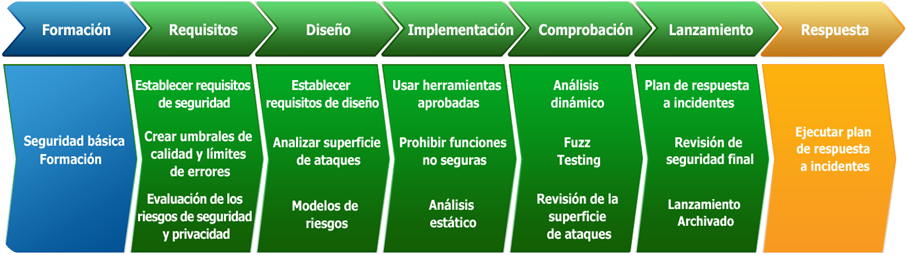 Formación
Requisitos
Diseño
Implementación
Comprobación
Lanzamiento
Respuesta
Seguridad básica
Formación
Establecer requisitos
de seguridad
Crear umbrales de
calidad y límites
de errores
Evaluación de los
riesgos de seguridad
y privacidad
Establecer
requisitos de diseño
Analizar superficie
de ataques
Modelos de
riesgos
Usar herramientas
aprobadas
Prohibir funciones
no seguras
Análisis
estático
Análisis
dinámico
Fuzz
Testing
Revisión de la
superficie
de ataques
Plan de respuesta
a incidentes
Revisión de
seguridad final
Lanzamiento
Archivado
Ejecutar plan
de respuesta
a incidentes